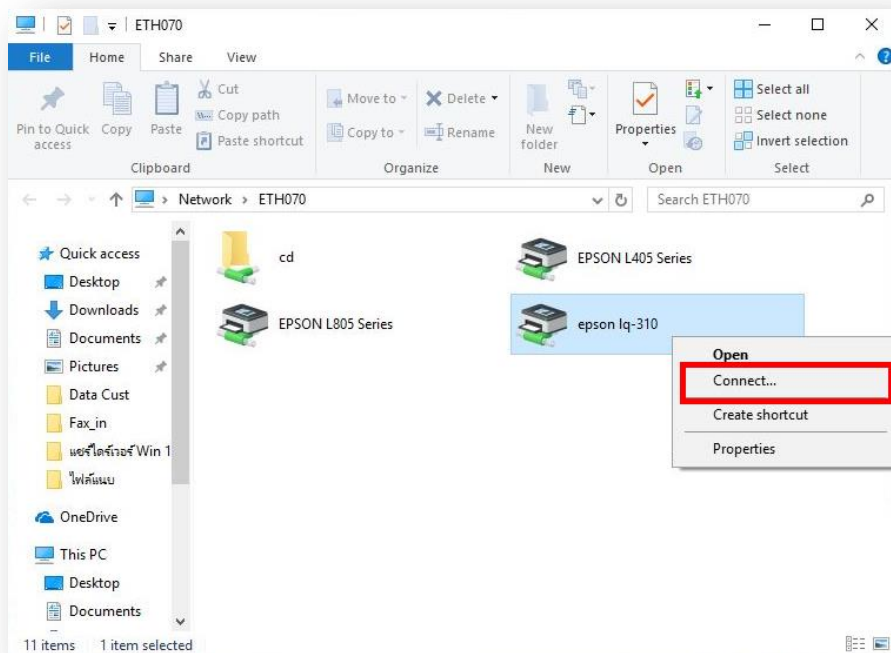 ETH070
File Home Share View
Pin to Quick access
Copy
Paste
Cut
Copy path
Paste shortcut
Move to
Copy to
Delete
Rename
New folder
Properties
Select all
Select none
Invert selection
Clipboard Organize New Open Select
Network > ETH070
Search ETH070
Quick access
Desktop
Downloads
Documents
Pictures
Data Cust
Fax_in
แชร์ไดร์เวอร์ Win 1
ไฟล์แนบ
OneDrive
This PC
Desktop
Documents
cd
EPSON L405 Series
EPSON L805 Series
epson lq-310
Open
Connect...
Create shortcut
Properties
11 items 1 item selected